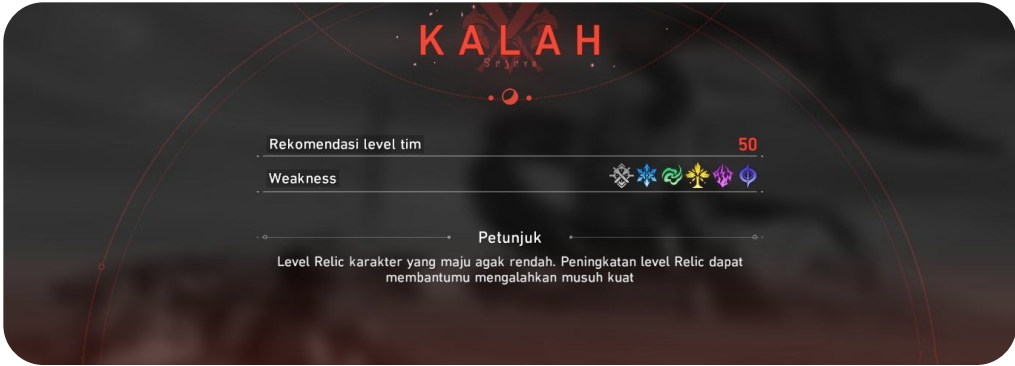 KALAH
Rekomendasi level tim
50
Weakness
Petunjuk
Level Relic karakter yang maju agak rendah. Peningkatan level Relic dapat
membantumu mengalahkan musuh kuat